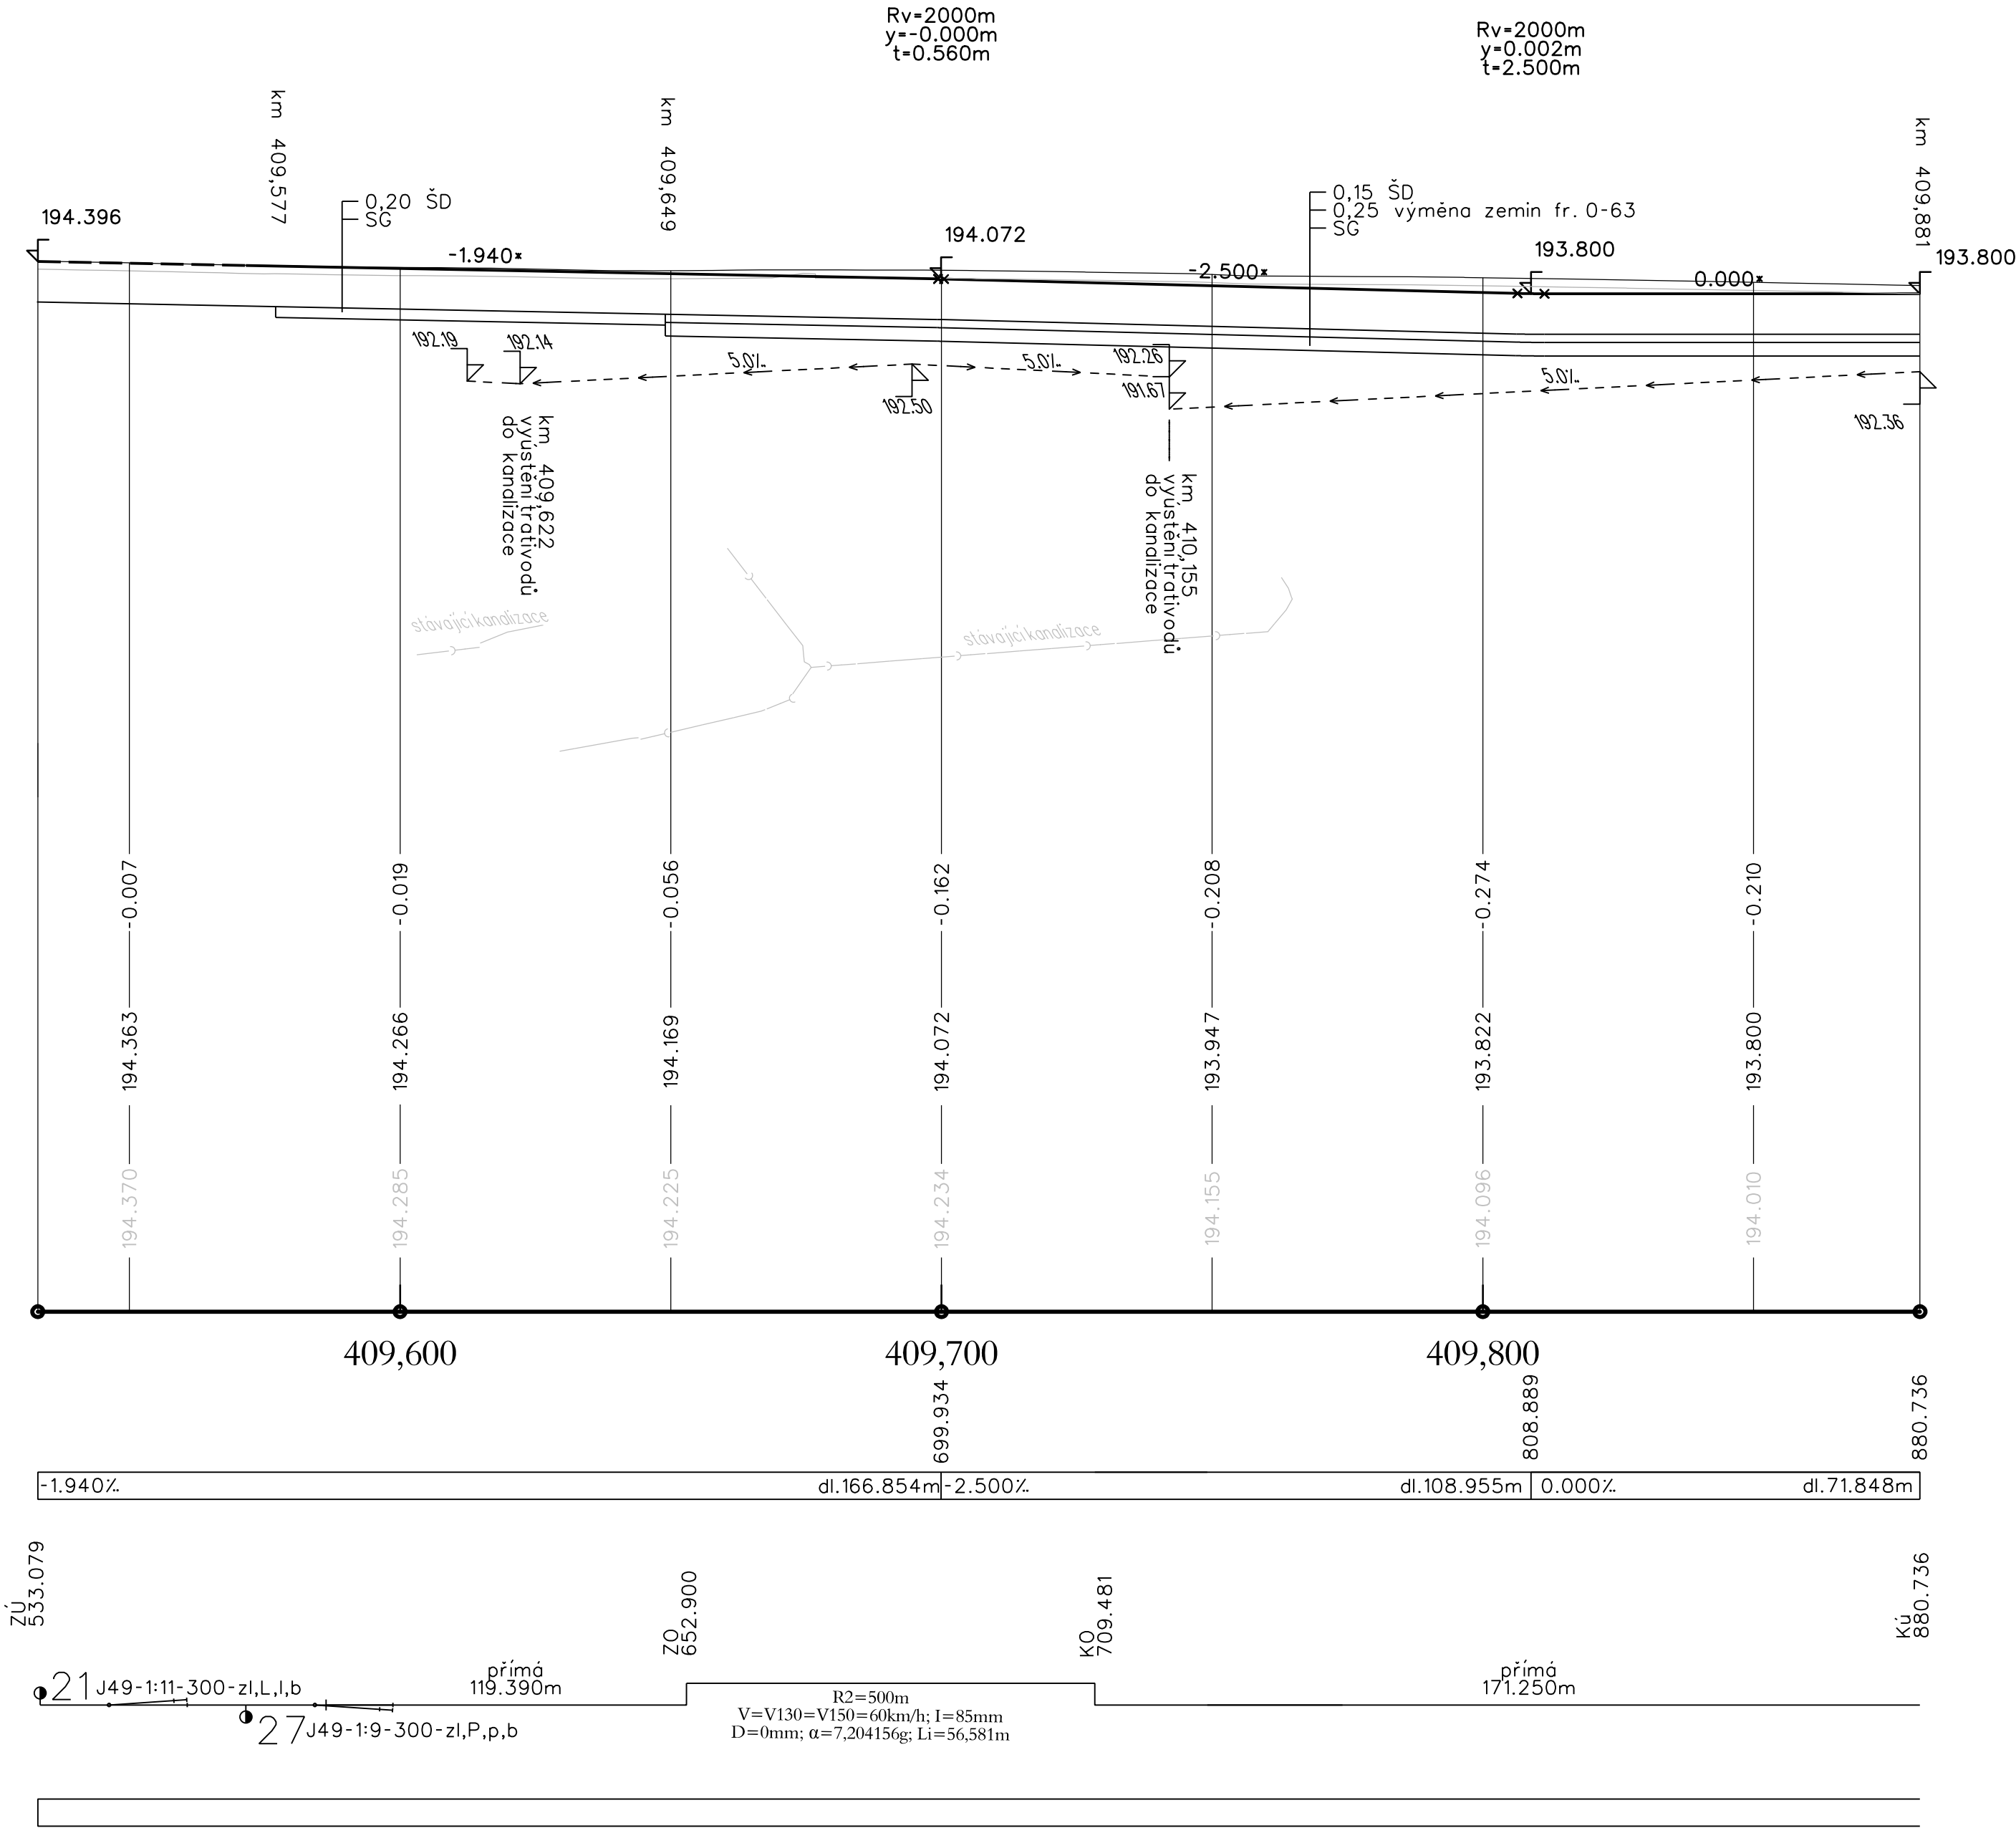 Rv=2000m
y=-0.000m
t=0.560m
Rv=2000m
y=0.002m
t=2.500m
km 409,577
km 409,649
km 409,881
194.396
0,20 ŠD
SG
-1.940‰
194.072
0,15 ŠD
0,25 výměna zemin fr. 0-63
SG
-2.500‰
193.800
0.000‰
193.800
192.19
192.14
5.0‰
192.50
5.0‰
192.26
191.67
5.0‰
192.36
km 409,622
vyústění trativodů
do kanalizace
km 410,155
vyústění trativodů
do kanalizace
stávající kanalizace
stávající kanalizace
-0.007
-0.019
-0.056
-0.162
-0.208
-0.274
-0.210
194.363
194.266
194.169
194.072
193.947
193.822
193.800
194.370
194.285
194.225
194.234
194.155
194.096
194.010
409,600
409,700
409,800
699.934
808.889
880.736
-1.940‰
dl.166.854m
-2.500‰
dl.108.955m
0.000‰
dl.71.848m
ZÚ
533.079
ZO
652.900
KO
709.481
KÚ
880.736
21
J49-1:11-300-zl,L,l,b
27
J49-1:9-300-zl,P,p,b
přímá
119.390m
R2=500m
V=V130=V150=60km/h; I=85mm
D=0mm; α=7,204156g; Li=56,581m
přímá
171.250m